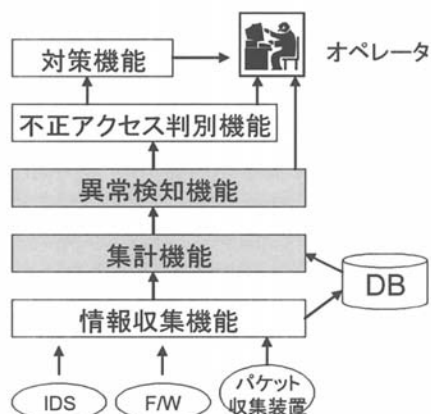 対策機能
オペレータ
不正アクセス判別機能
異常検知機能
集計機能
DB
情報収集機能
IDS
F/W
パケット
収集装置